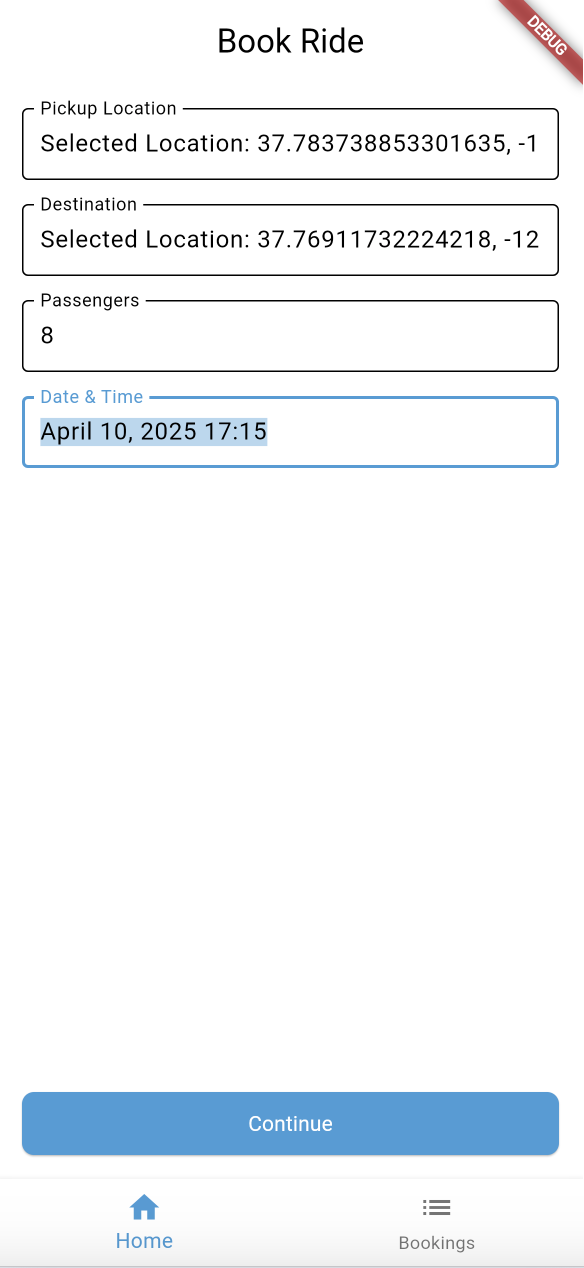 Book Ride
DEBUG
Pickup Location
Selected Location: 37.783738853301635, -1
Destination
Selected Location: 37.76911732224218, -12
Passengers
8
Date & Time
April 10, 2025 17:15
Continue
Home
Bookings